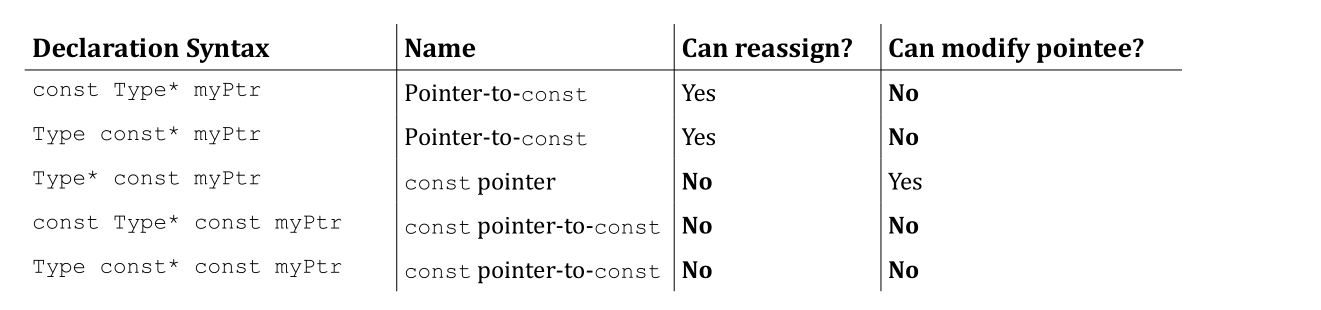 Declaration Syntax Name Can reassign? Can modify pointee?
const Type* myPtr Pointer-to-const Yes No
Type const* myPtr Pointer-to-const Yes No
Type* const myPtr const pointer No Yes
const Type* const myPtr const pointer-to-const No No
Type const* const myPtr const pointer-to-const No No